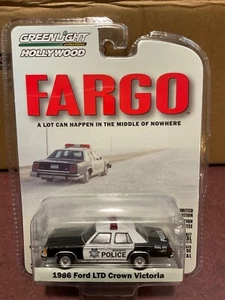 GREENLIGHT
HOLLYWOOD
FARGO
A LOT CAN HAPPEN IN THE MIDDLE OF NOWHERE
POLICE
1986 Ford LTD Crown Victoria